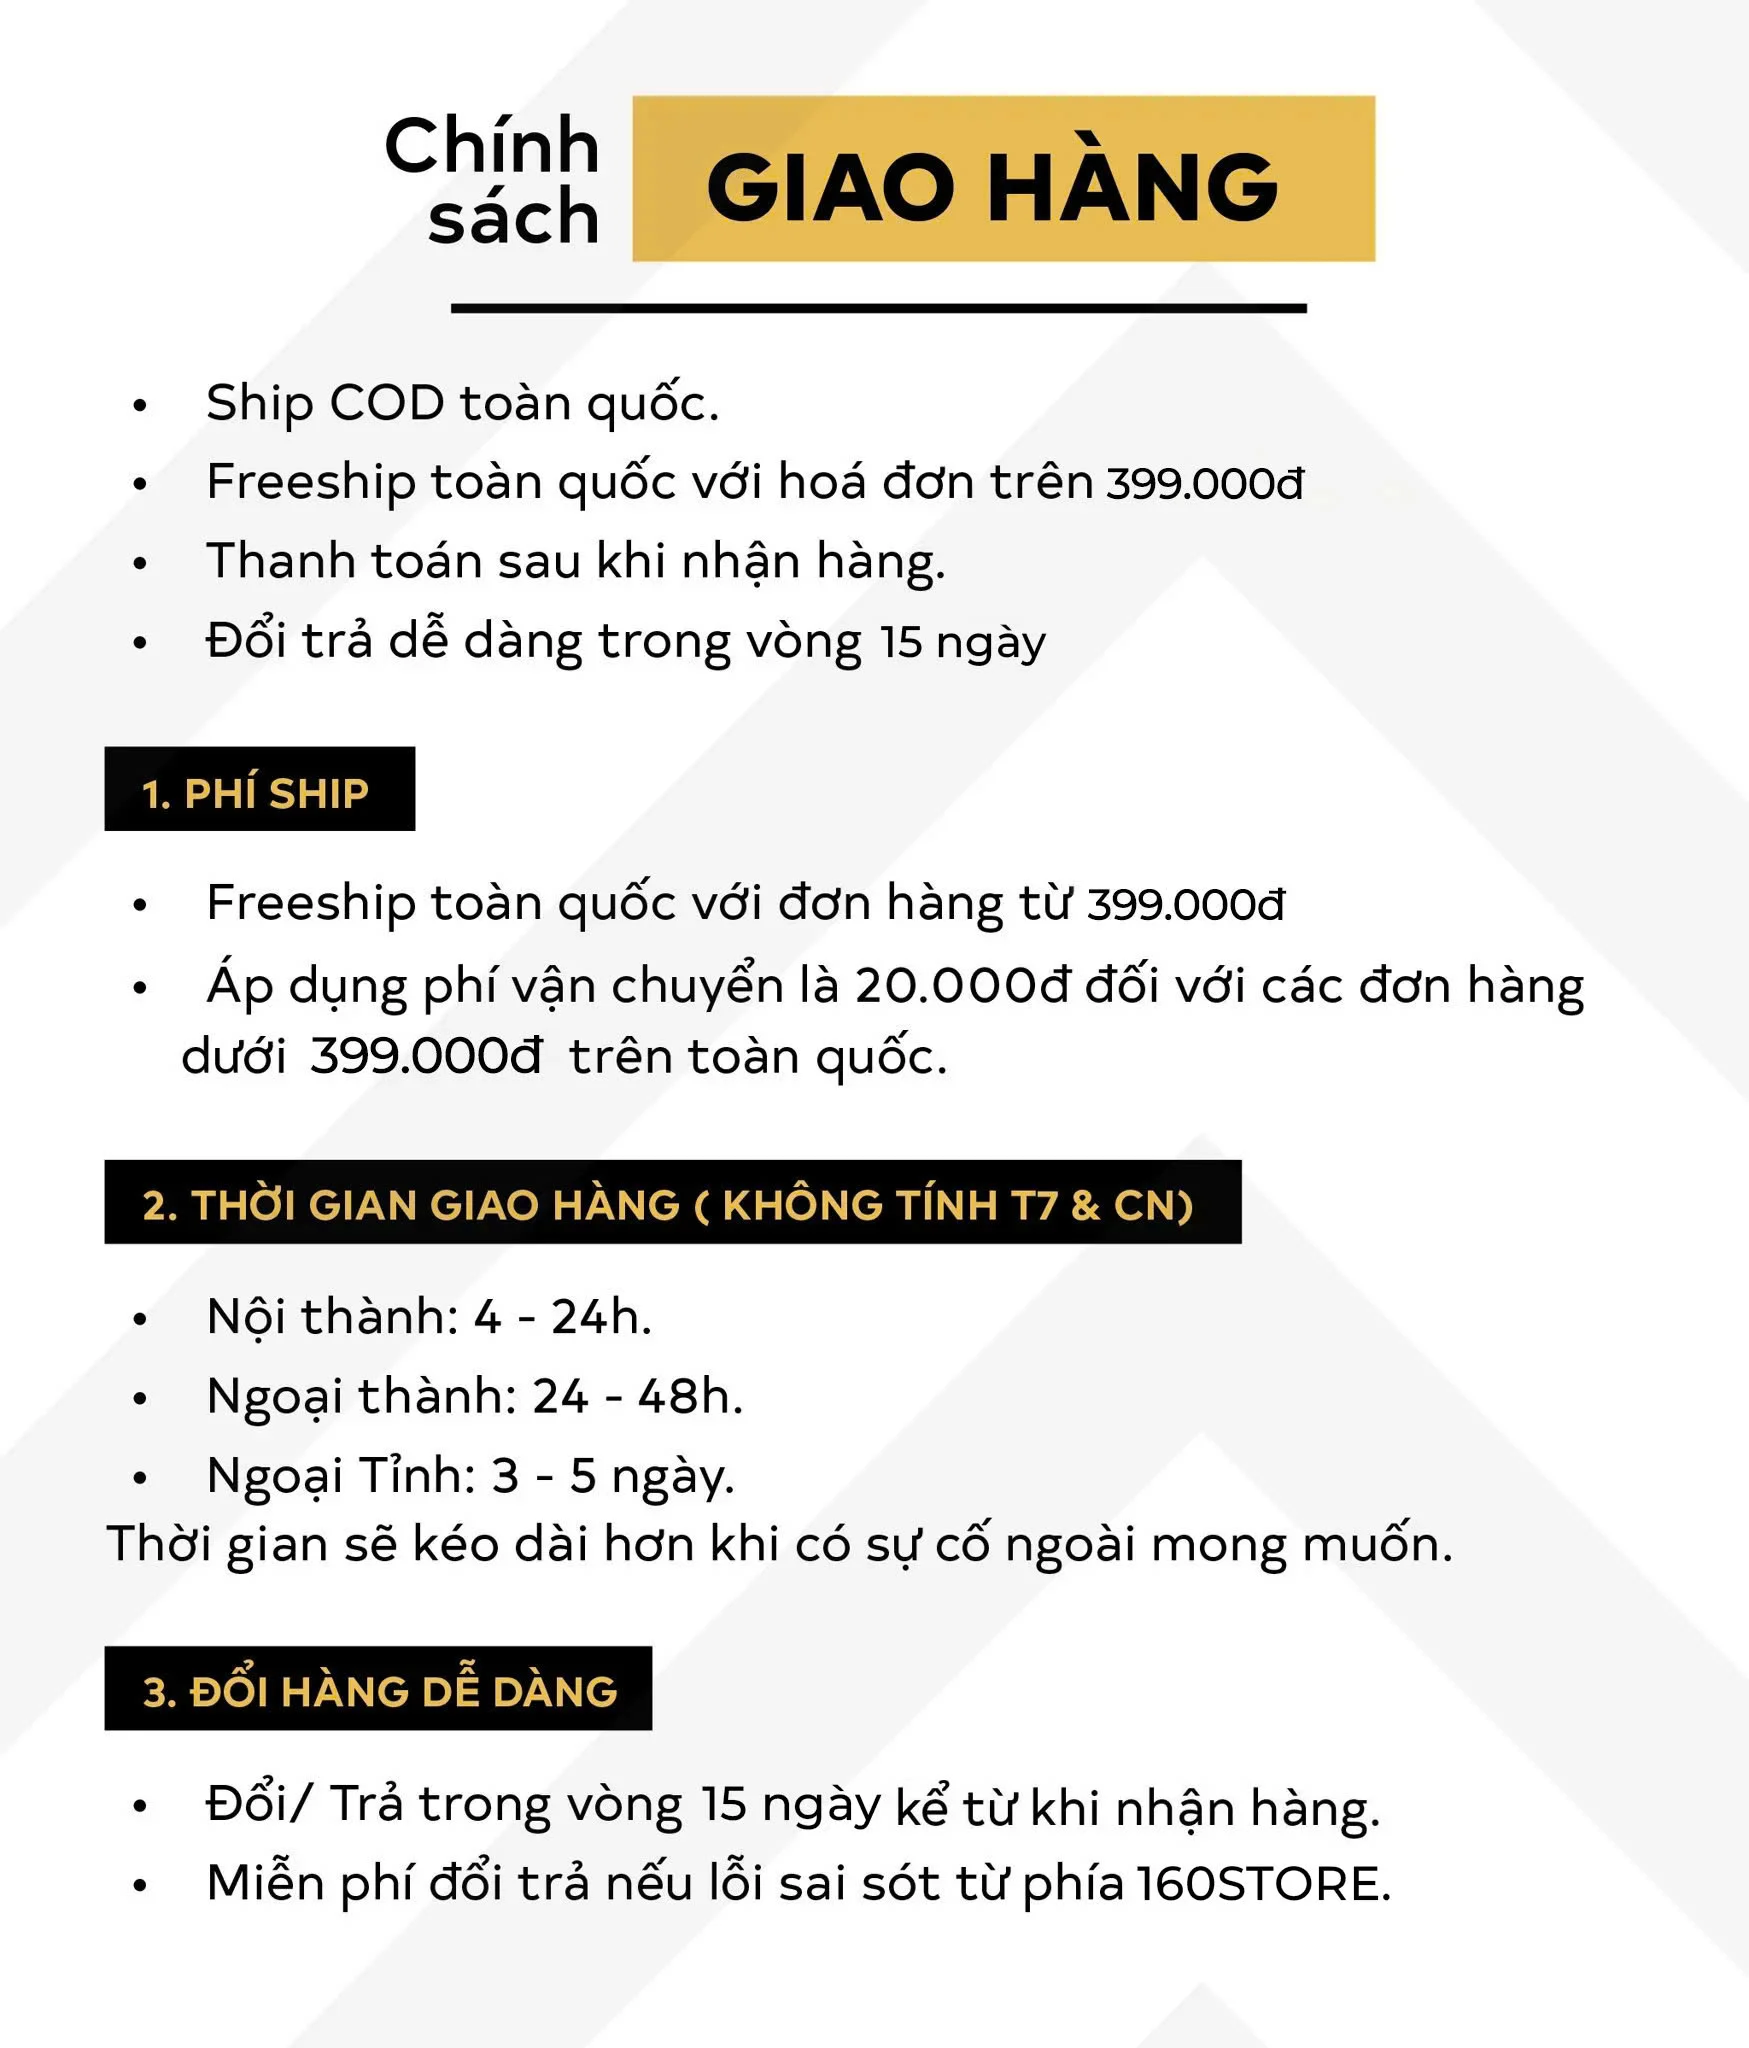 Chính
sách
GIAO HÀNG
• Ship COD toàn quốc.
• Freeship toàn quốc với hoá đơn trên 399.000đ
• Thanh toán sau khi nhận hàng.
• Đổi trả dễ dàng trong vòng 15 ngày
1. PHÍ SHIP
• Freeship toàn quốc với đơn hàng từ 399.000đ
• Áp dụng phí vận chuyển là 20.000đ đối với các đơn hàng
dưới 399.000đ trên toàn quốc.
2. THỜI GIAN GIAO HÀNG ( KHÔNG TÍNH T7 & CN)
• Nội thành: 4 - 24h.
• Ngoại thành: 24 - 48h.
• Ngoại Tỉnh: 3 - 5 ngày.
Thời gian sẽ kéo dài hơn khi có sự cố ngoài mong muốn.
3. ĐỔI HÀNG DỄ DÀNG
• Đổi/ Trả trong vòng 15 ngày kể từ khi nhận hàng.
• Miễn phí đổi trả nếu lỗi sai sót từ phía 160STORE.